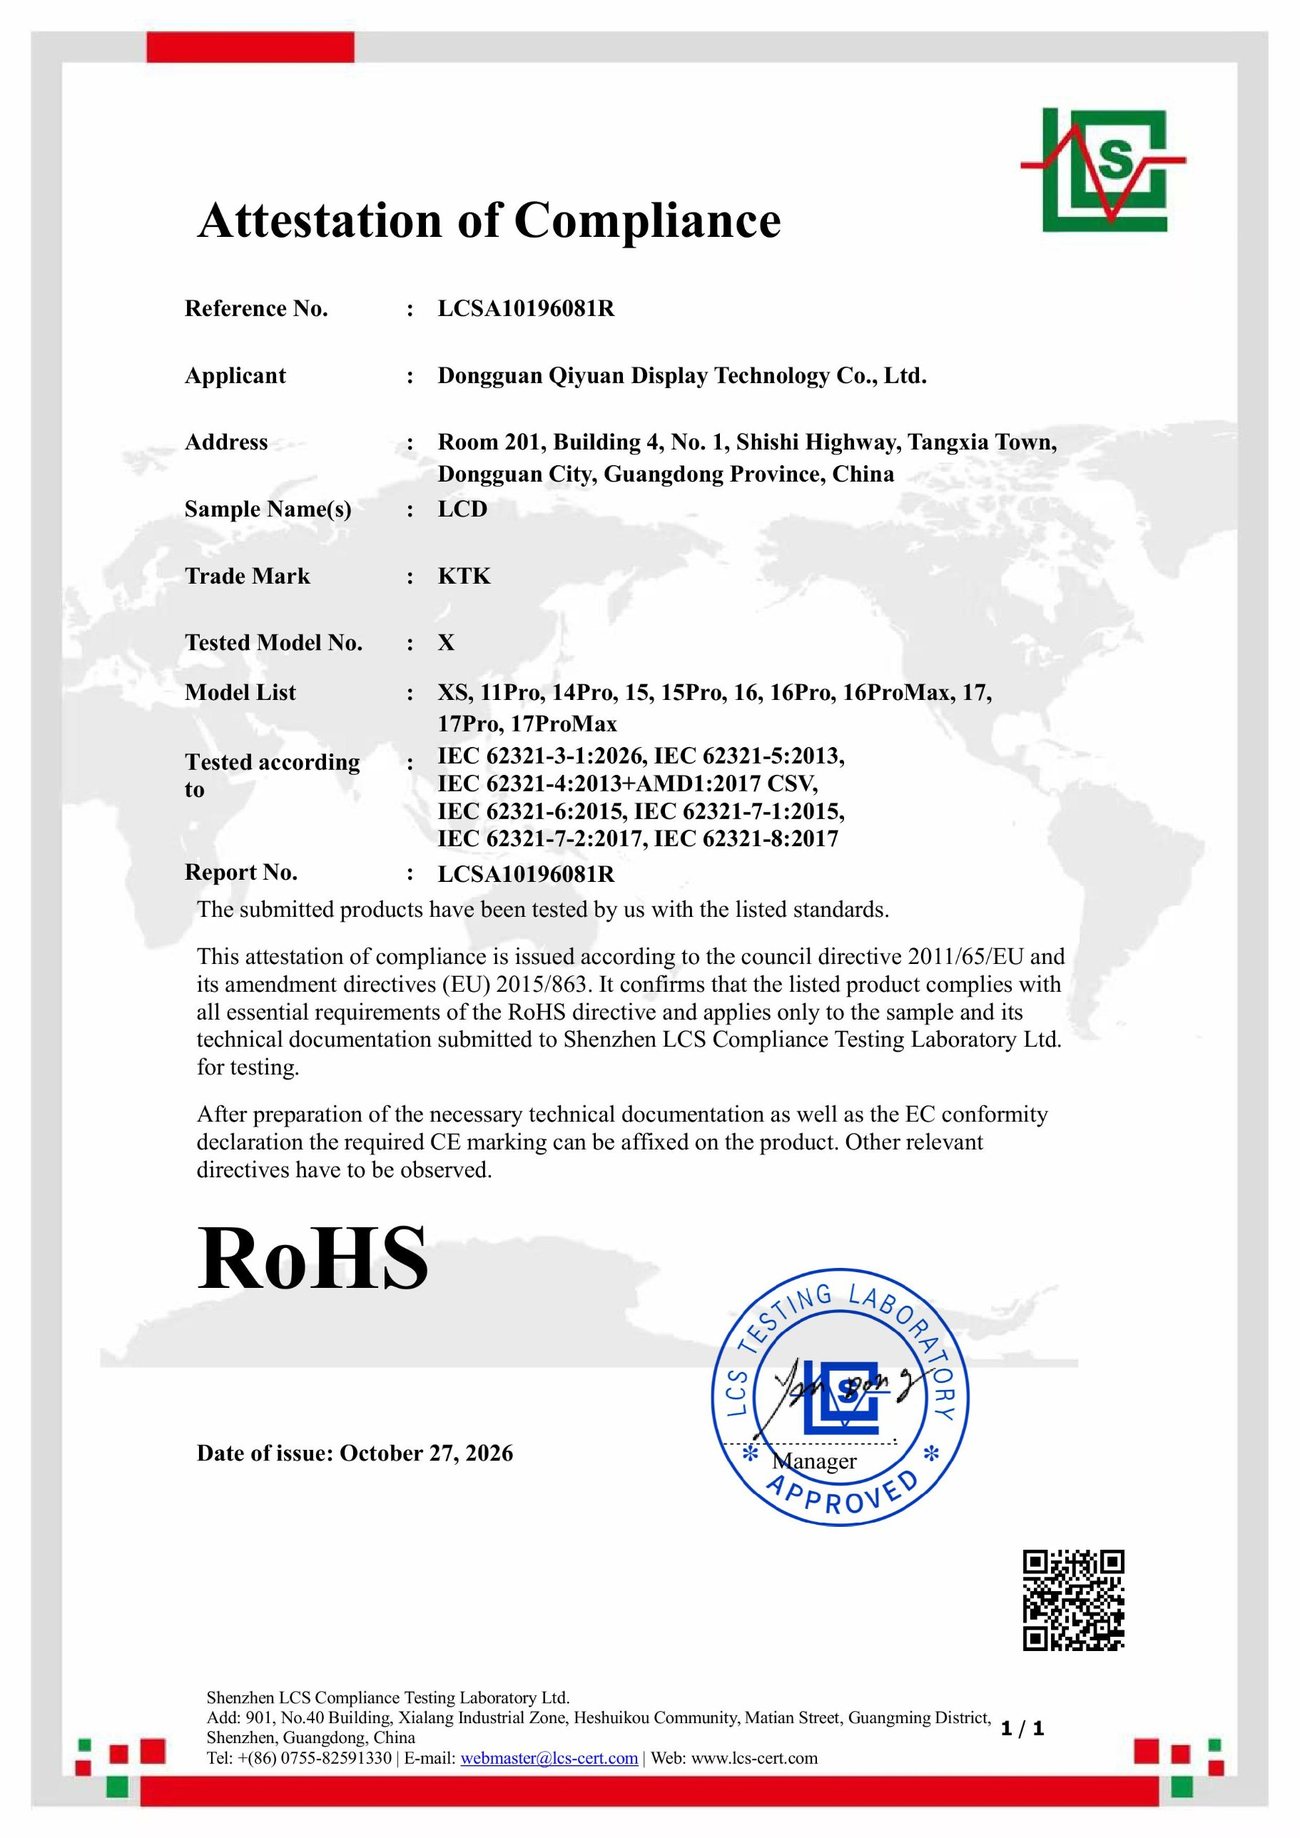 LCS
Attestation of Compliance
Reference No. : LCSA10196081R
Applicant : Dongguan Qiyuan Display Technology Co., Ltd.
Address : Room 201, Building 4, No. 1, Shishi Highway, Tangxia Town,
Dongguan City, Guangdong Province, China
Sample Name(s) : LCD
Trade Mark : KTK
Tested Model No. : X
Model List : XS, 11Pro, 14Pro, 15, 15Pro, 16, 16Pro, 16ProMax, 17,
17Pro, 17ProMax
Tested according : IEC 62321-3-1:2026, IEC 62321-5:2013,
to IEC 62321-4:2013+AMD1:2017 CSV,
IEC 62321-6:2015, IEC 62321-7-1:2015,
IEC 62321-7-2:2017, IEC 62321-8:2017
Report No. : LCSA10196081R
The submitted products have been tested by us with the listed standards.
This attestation of compliance is issued according to the council directive 2011/65/EU and
its amendment directives (EU) 2015/863. It confirms that the listed product complies with
all essential requirements of the RoHS directive and applies only to the sample and its
technical documentation submitted to Shenzhen LCS Compliance Testing Laboratory Ltd.
for testing.
After preparation of the necessary technical documentation as well as the EC conformity
declaration the required CE marking can be affixed on the product. Other relevant
directives have to be observed.
RoHS
LCS TESTING LABORATORY
LCS
Manager
* APPROVED *
Date of issue: October 27, 2026
Shenzhen LCS Compliance Testing Laboratory Ltd.
Add: 901, No.40 Building, Xialang Industrial Zone, Heshuikou Community, Matian Street, Guangming District,
Shenzhen, Guangdong, China
Tel: +(86) 0755-82591330 | E-mail: webmaster@lcs-cert.com | Web: www.lcs-cert.com
1 / 1